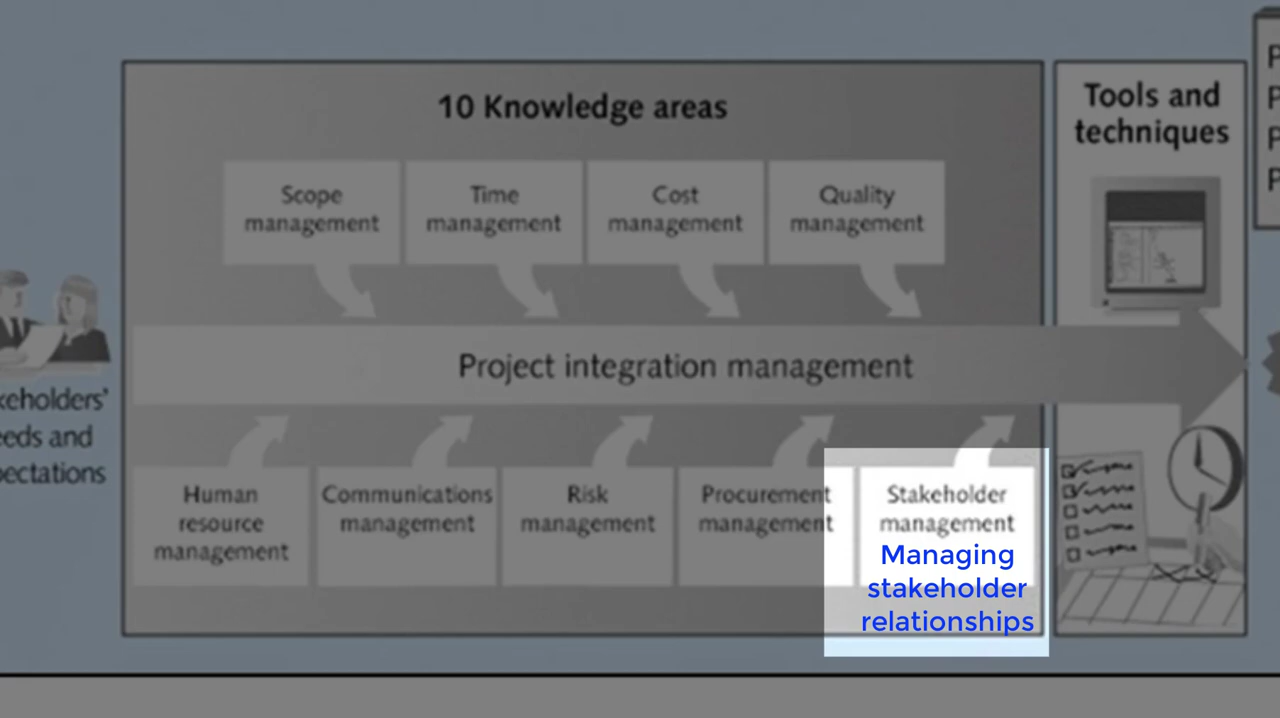 10 Knowledge areas
Tools and
techniques
P
P
P
P
Scope
management
Time
management
Cost
management
Quality
management
Project integration management
keholders'
eeds and
pectations
Human
resource
management
Communications
management
Risk
management
Procurement
management
Stakeholder
management
Managing
stakeholder
relationships